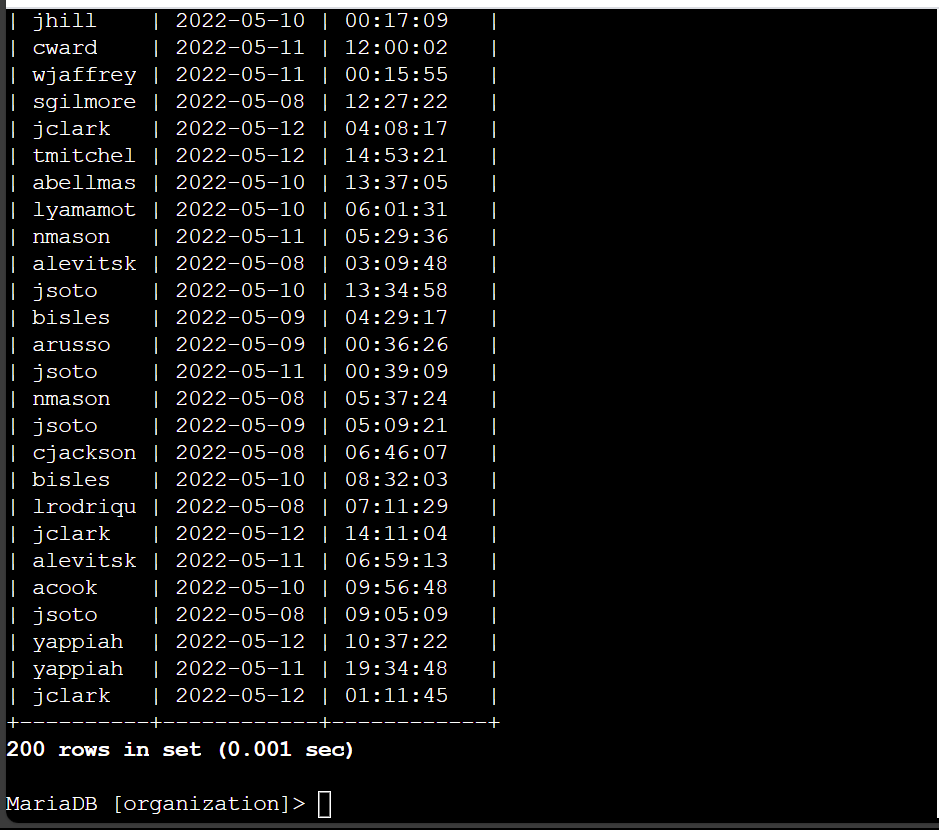 | jhill    | 2022-05-10 | 00:17:09   |
| cward    | 2022-05-11 | 12:00:02   |
| wjaffrey | 2022-05-11 | 00:15:55   |
| sgilmore | 2022-05-08 | 12:27:22   |
| jclark   | 2022-05-12 | 04:08:17   |
| tmitchel | 2022-05-12 | 14:53:21   |
| abellmas | 2022-05-10 | 13:37:05   |
| lyamamot | 2022-05-10 | 06:01:31   |
| nmason   | 2022-05-11 | 05:29:36   |
| alevitsk | 2022-05-08 | 03:09:48   |
| jsoto    | 2022-05-10 | 13:34:58   |
| bisles   | 2022-05-09 | 04:29:17   |
| arusso   | 2022-05-09 | 00:36:26   |
| jsoto    | 2022-05-11 | 00:39:09   |
| nmason   | 2022-05-08 | 05:37:24   |
| jsoto    | 2022-05-09 | 05:09:21   |
| cjackson | 2022-05-08 | 06:46:07   |
| bisles   | 2022-05-10 | 08:32:03   |
| lrodriqu | 2022-05-08 | 07:11:29   |
| jclark   | 2022-05-12 | 14:11:04   |
| alevitsk | 2022-05-11 | 06:59:13   |
| acook    | 2022-05-10 | 09:56:48   |
| jsoto    | 2022-05-08 | 09:05:09   |
| yappiah  | 2022-05-12 | 10:37:22   |
| yappiah  | 2022-05-11 | 19:34:48   |
| jclark   | 2022-05-12 | 01:11:45   |
+----------+------------+------------+
200 rows in set (0.001 sec)
MariaDB [organization]>